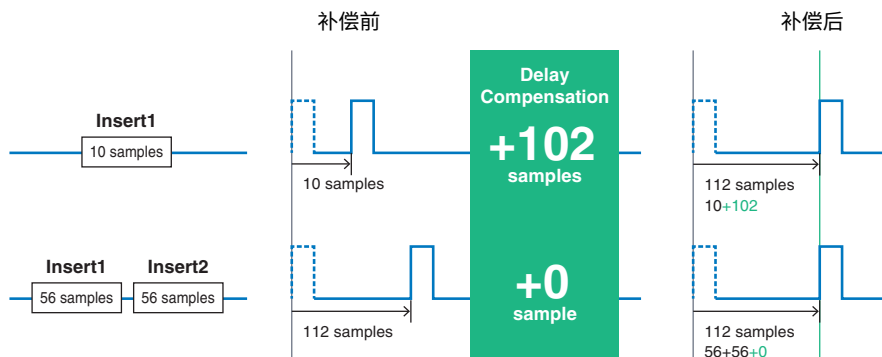 补偿前
补偿后
Delay
Compensation
Insert1
10 samples
+102
samples
10 samples
112 samples
10+102
Insert1
Insert2
56 samples
56 samples
+0
sample
112 samples
112 samples
56+56+0